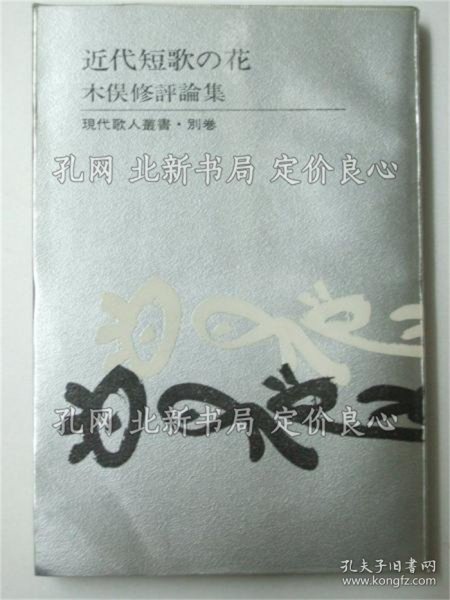 近代短歌の花
木俣修評論集
現代歌人叢書・別巻
孔网 北新书局 定价良心
孔网 北新书局 定价良心
孔夫子旧书网
www.kongfz.com